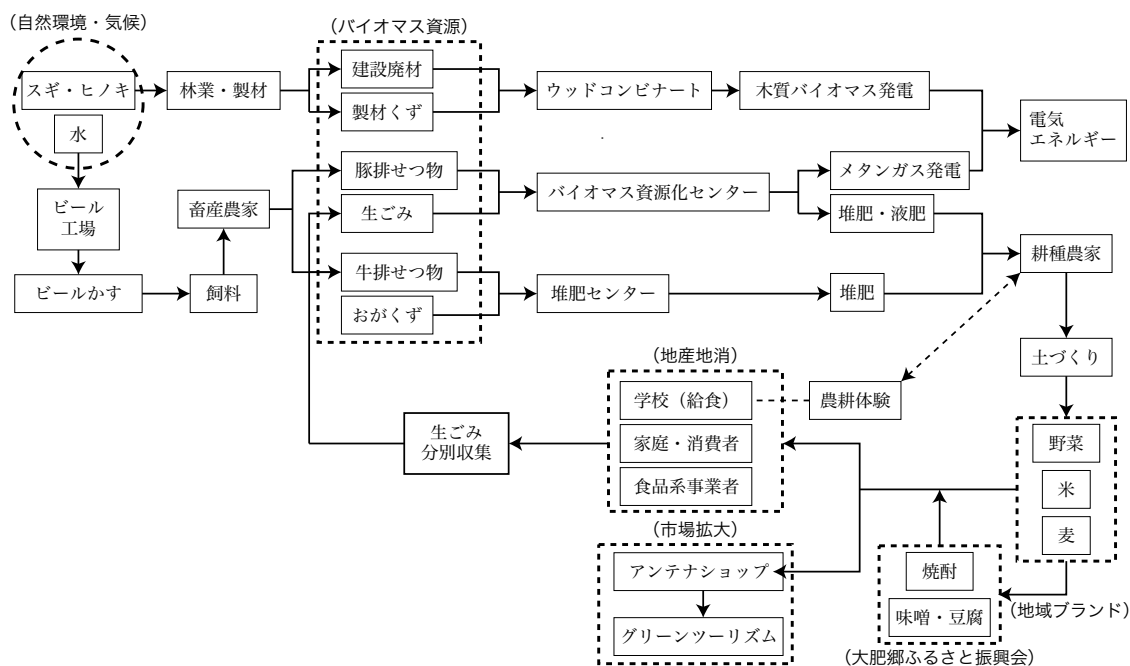 （自然環境・気候）
（バイオマス資源）
スギ・ヒノキ
水
林業・製材
建設廃材
製材くず
ウッドコンビナート
木質バイオマス発電
電気
エネルギー
ビール
工場
畜産農家
豚排せつ物
生ごみ
バイオマス資源化センター
メタンガス発電
堆肥・液肥
ビールかす
飼料
牛排せつ物
おがくず
堆肥センター
堆肥
耕種農家
土づくり
（地産地消）
学校（給食）
農耕体験
家庭・消費者
食品系事業者
生ごみ
分別収集
野菜
米
麦
（市場拡大）
アンテナショップ
グリーンツーリズム
焼酎
味噌・豆腐
（地域ブランド）
（大肥郷ふるさと振興会）